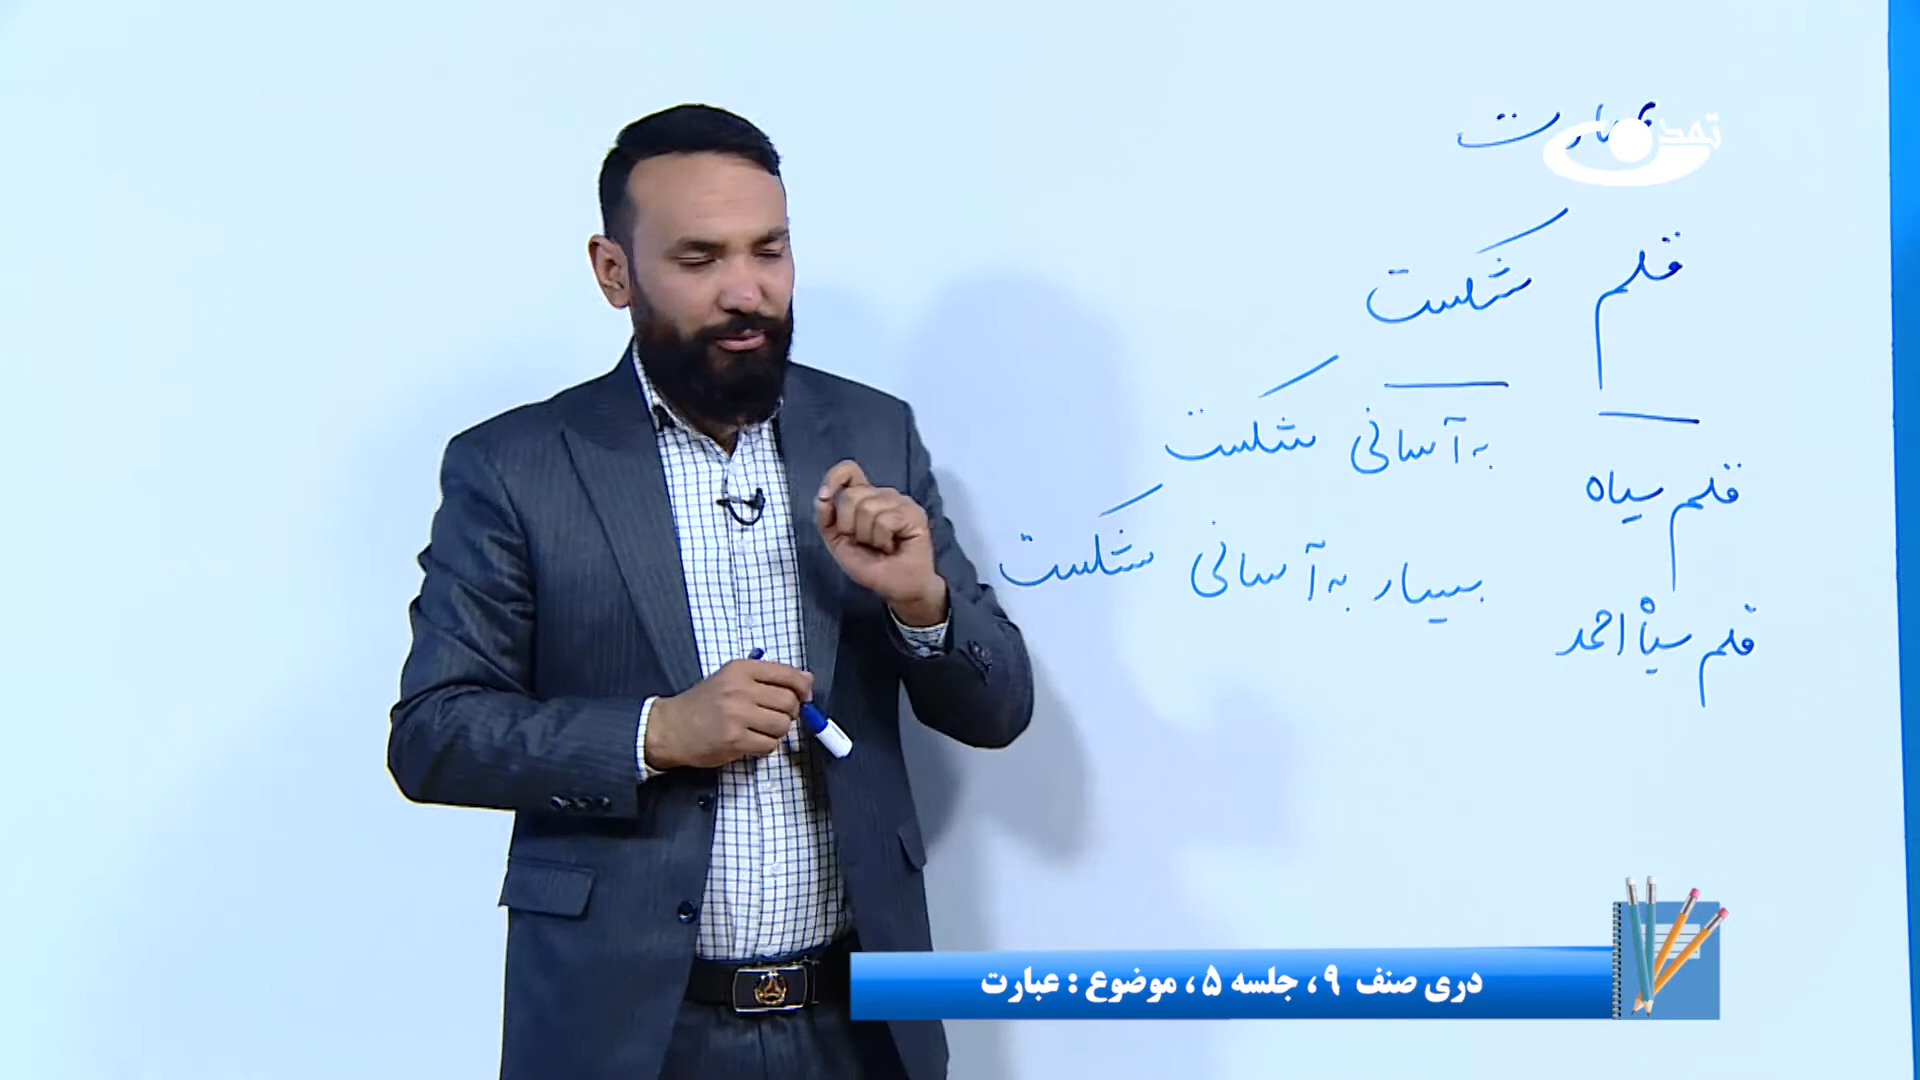 عبارت
تمدن
قلم شکست
به آسانی شکست
قلم سیاه
بسیار به آسانی شکست
قلم سیاه احمد
دری صنف ۹، جلسه ۵، موضوع : عبارت